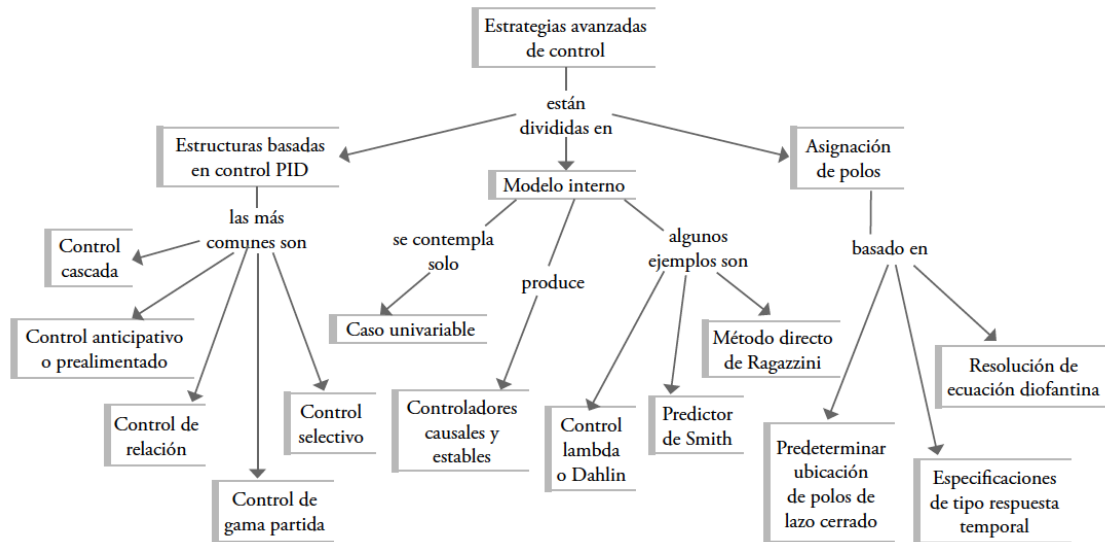 Estrategias avanzadas
de control
están
divididas en
Estructuras basadas
en control PID
Modelo interno
Asignación
de polos
las más
comunes son
Control
cascada
Control anticipativo
o prealimentado
Control de
relación
Control de
gama partida
Control
selectivo
se contempla
solo
Caso univariable
produce
Controladores
causales y
estables
algunos
ejemplos son
Control
lambda
o Dahlin
Predictor
de Smith
Método directo
de Ragazzini
basado en
Predeterminar
ubicación
de polos de
lazo cerrado
Especificaciones
de tipo respuesta
temporal
Resolución de
ecuación diofantina